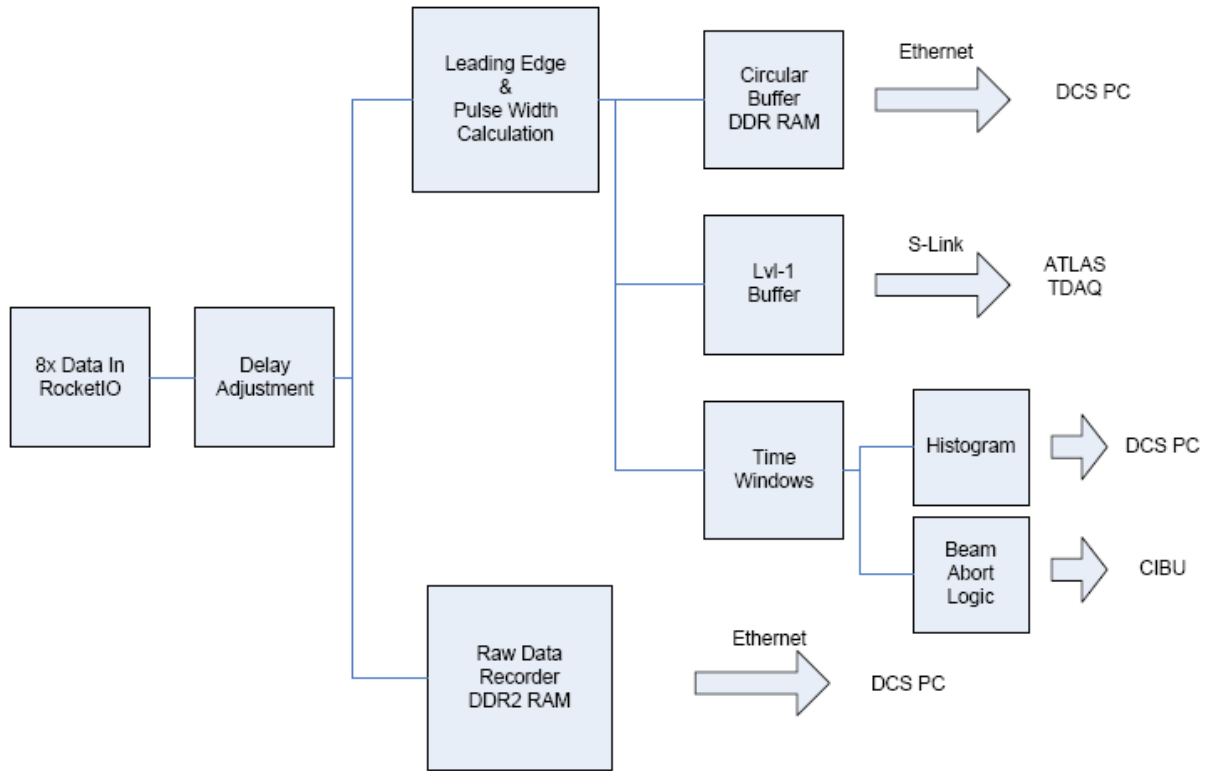 Leading Edge
&
Pulse Width
Calculation
Circular
Buffer
DDR RAM
Ethernet
DCS PC
Lvl-1
Buffer
S-Link
ATLAS
TDAQ
8x Data In
RocketIO
Delay
Adjustment
Time
Windows
Histogram
DCS PC
Beam
Abort
Logic
CIBU
Raw Data
Recorder
DDR2 RAM
Ethernet
DCS PC